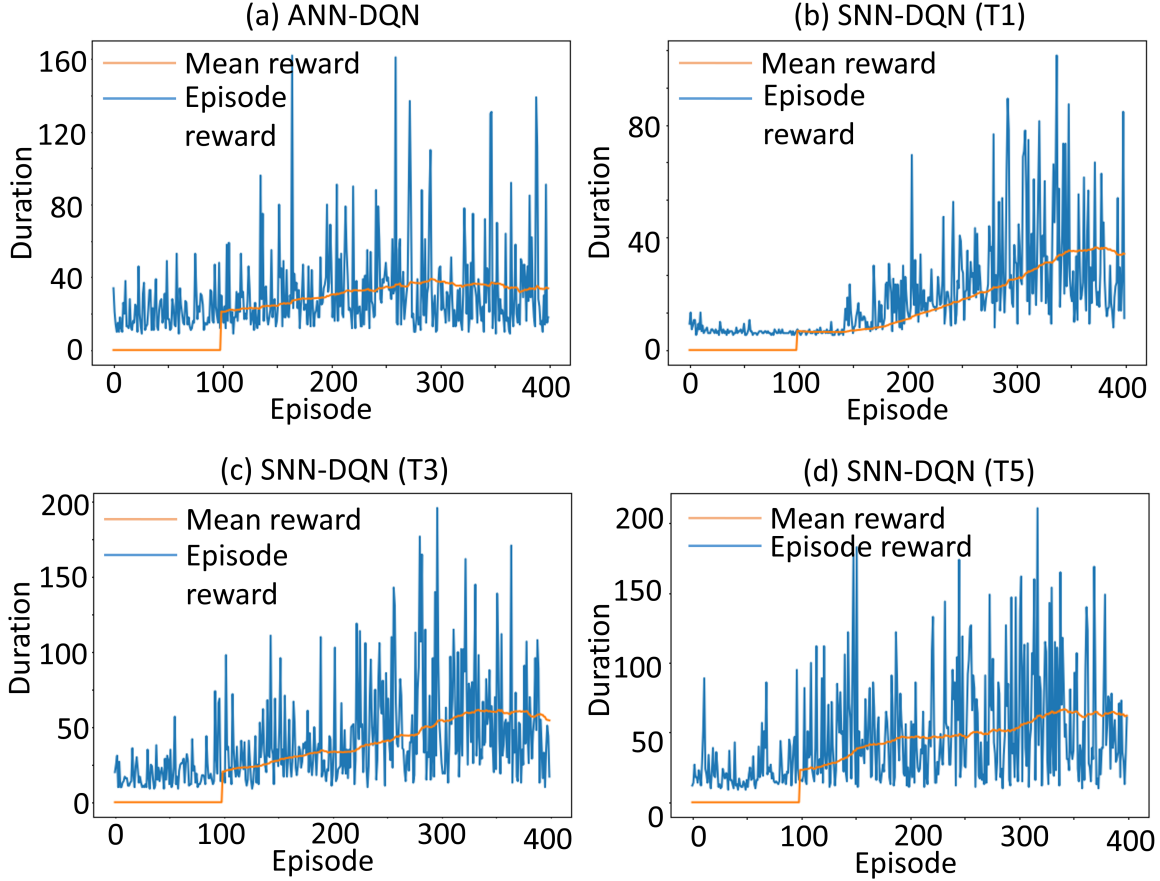 (a) ANN-DQN
Mean reward
Episode
reward
Duration
160
120
80
40
0
0 100 200 300 400
Episode
(b) SNN-DQN (T1)
Mean reward
Episode
reward
Duration
80
40
0
0 100 200 300 400
Episode
(c) SNN-DQN (T3)
Mean reward
Episode
reward
Duration
200
150
100
50
0
0 100 200 300 400
Episode
(d) SNN-DQN (T5)
Mean reward
Episode reward
Duration
200
150
100
50
0
0 100 200 300 400
Episode